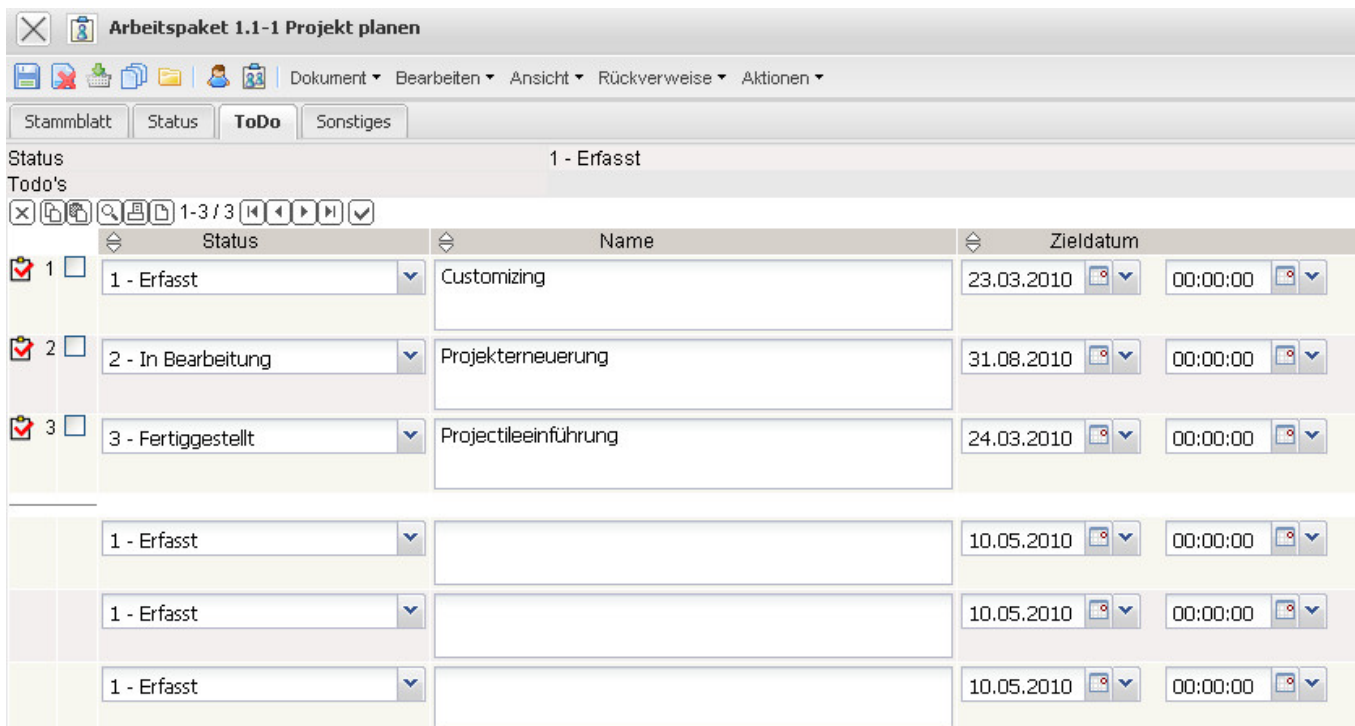 Arbeitspaket 1.1-1 Projekt planen
Dokument Bearbeiten Ansicht Rückverweise Aktionen
Stammblatt Status ToDo Sonstiges
Status 1 - Erfasst
Todo's
1-3 / 3
Status Name Zieldatum
1 1 - Erfasst Customizing 23.03.2010 00:00:00
2 2 - In Bearbeitung Projekterneuerung 31.08.2010 00:00:00
3 3 - Fertiggestellt Projectileeinführung 24.03.2010 00:00:00
1 - Erfasst 10.05.2010 00:00:00
1 - Erfasst 10.05.2010 00:00:00
1 - Erfasst 10.05.2010 00:00:00